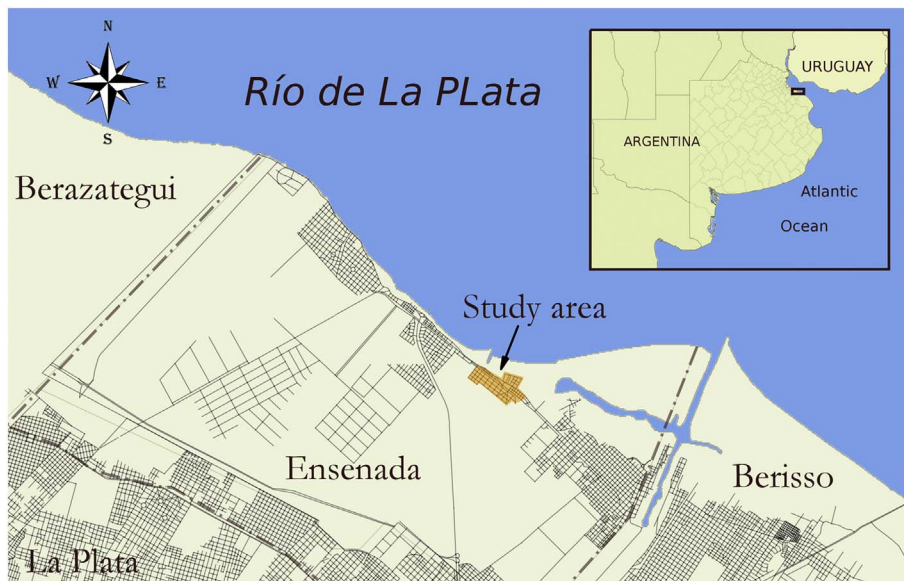 N
W E
S
Río de La PLata
Berazategui
Study area
Ensenada
Berisso
La Plata
URUGUAY
ARGENTINA
Atlantic
Ocean